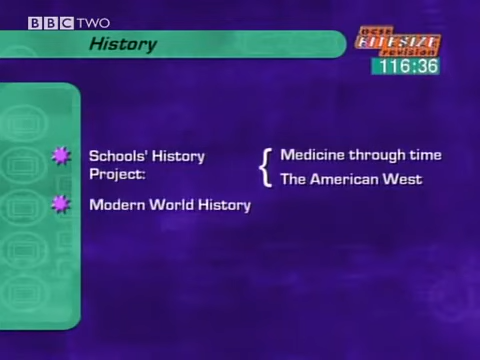 BBC TWO
History
GCSE
BITESIZE
revision
116:36
Schools' History
Project:
Medicine through time
The American West
Modern World History